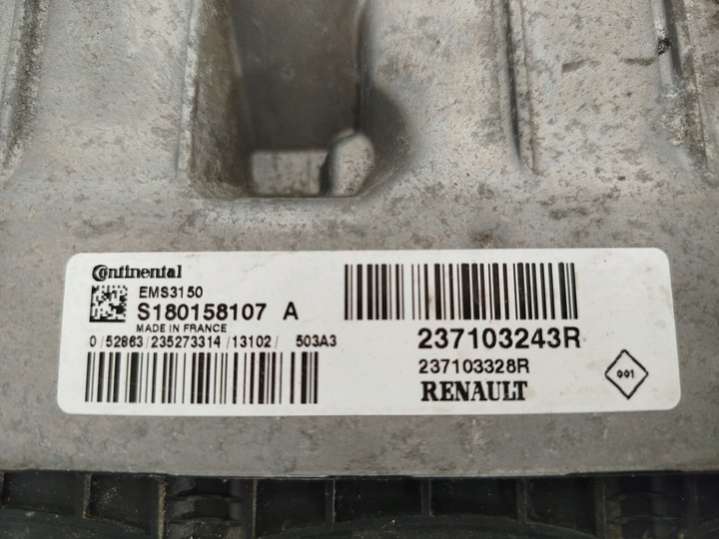 Continental
EMS3150
S180158107 A
MADE IN FRANCE
0/52863/235273314/13102/ 503A3
237103243R
237103328R
RENAULT
001